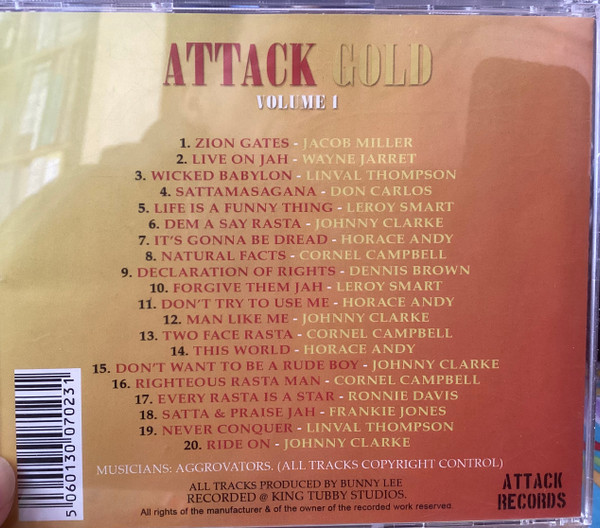 ATTACK GOLD
VOLUME 1
1. ZION GATES - JACOB MILLER
2. LIVE ON JAH - WAYNE JARRET
3. WICKED BABYLON - LINVAL THOMPSON
4. SATTAMASAGANA - DON CARLOS
5. LIFE IS A FUNNY THING - LEROY SMART
6. DEM A SAY RASTA - JOHNNY CLARKE
7. IT'S GONNA BE DREAD - HORACE ANDY
8. NATURAL FACTS - CORNEL CAMPBELL
9. DECLARATION OF RIGHTS - DENNIS BROWN
10. FORGIVE THEM JAH - LEROY SMART
11. DON'T TRY TO USE ME - HORACE ANDY
12. MAN LIKE ME - JOHNNY CLARKE
13. TWO FACE RASTA - CORNEL CAMPBELL
14. THIS WORLD - HORACE ANDY
15. DON'T WANT TO BE A RUDE BOY - JOHNNY CLARKE
16. RIGHTEOUS RASTA MAN - CORNEL CAMPBELL
17. EVERY RASTA IS A STAR - RONNIE DAVIS
18. SATTA & PRAISE JAH - FRANKIE JONES
19. NEVER CONQUER - LINVAL THOMPSON
20. RIDE ON - JOHNNY CLARKE
MUSICIANS: AGGROVATORS. (ALL TRACKS COPYRIGHT CONTROL)
ALL TRACKS PRODUCED BY BUNNY LEE
RECORDED @ KING TUBBY STUDIOS.
All rights of the manufacturer & of the owner of the recorded work reserved
ATTACK
RECORDS
5 060130 070231